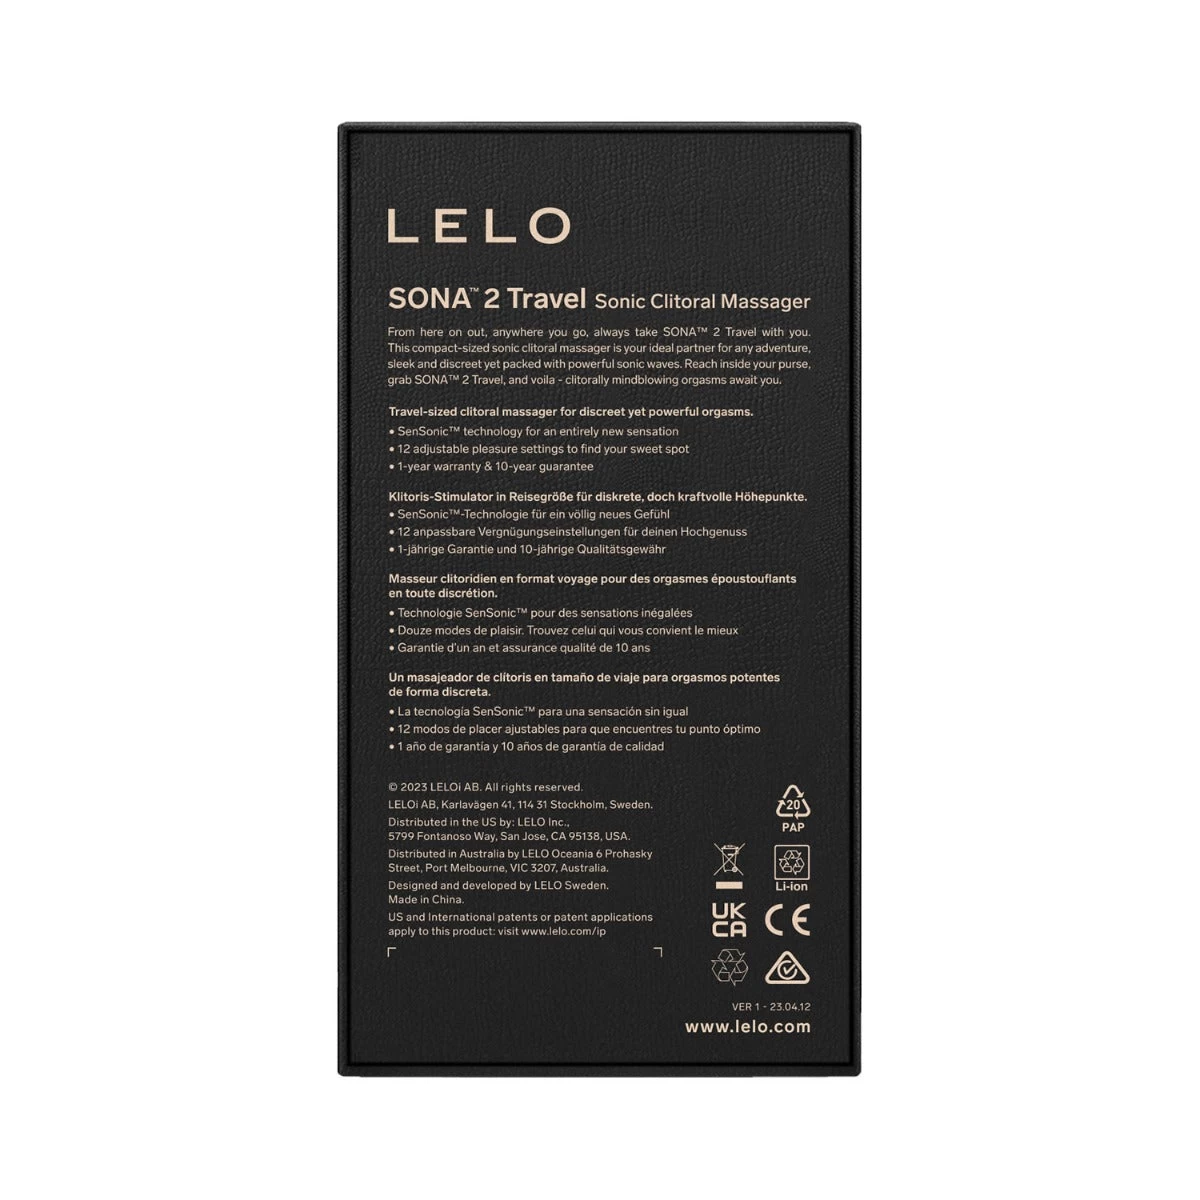 LELO
SONA™ 2 Travel Sonic Clitoral Massager
From here on out, anywhere you go, always take SONA™ 2 Travel with you.
This compact-sized sonic clitoral massager is your ideal partner for any adventure,
sleek and discreet yet packed with powerful sonic waves. Reach inside your purse,
grab SONA™ 2 Travel, and voila - clitorally mindblowing orgasms await you.
Travel-sized clitoral massager for discreet yet powerful orgasms.
• SenSonic™ technology for an entirely new sensation
• 12 adjustable pleasure settings to find your sweet spot
• 1-year warranty & 10-year guarantee
Klitoris-Stimulator in Reisegröße für diskrete, doch kraftvolle Höhepunkte.
• SenSonic™-Technologie für ein völlig neues Gefühl
• 12 anpassbare Vergnügungseinstellungen für deinen Hochgenuss
• 1-jährige Garantie und 10-jährige Qualitätsgewähr
Masseur clitoridien en format voyage pour des orgasmes époustouflants
en toute discrétion.
• Technologie SenSonic™ pour des sensations inégalées
• Douze modes de plaisir. Trouvez celui qui vous convient le mieux
• Garantie d'un an et assurance qualité de 10 ans
Un masajeador de clítoris en tamaño de viaje para orgasmos potentes
de forma discreta.
• La tecnología SenSonic™ para una sensación sin igual
• 12 modos de placer ajustables para que encuentres tu punto óptimo
• 1 año de garantía y 10 años de garantía de calidad
© 2023 LELOi AB. All rights reserved.
LELOi AB, Karlavägen 41, 114 31 Stockholm, Sweden.
Distributed in the US by: LELO Inc.,
5799 Fontanoso Way, San Jose, CA 95138, USA.
Distributed in Australia by LELO Oceania 6 Prohasky
Street, Port Melbourne, VIC 3207, Australia.
Designed and developed by LELO Sweden.
Made in China.
US and International patents or patent applications
apply to this product: visit www.lelo.com/ip
20
PAP
Li-ion
UK
CA
CE
VER 1 - 23.04.12
www.lelo.com